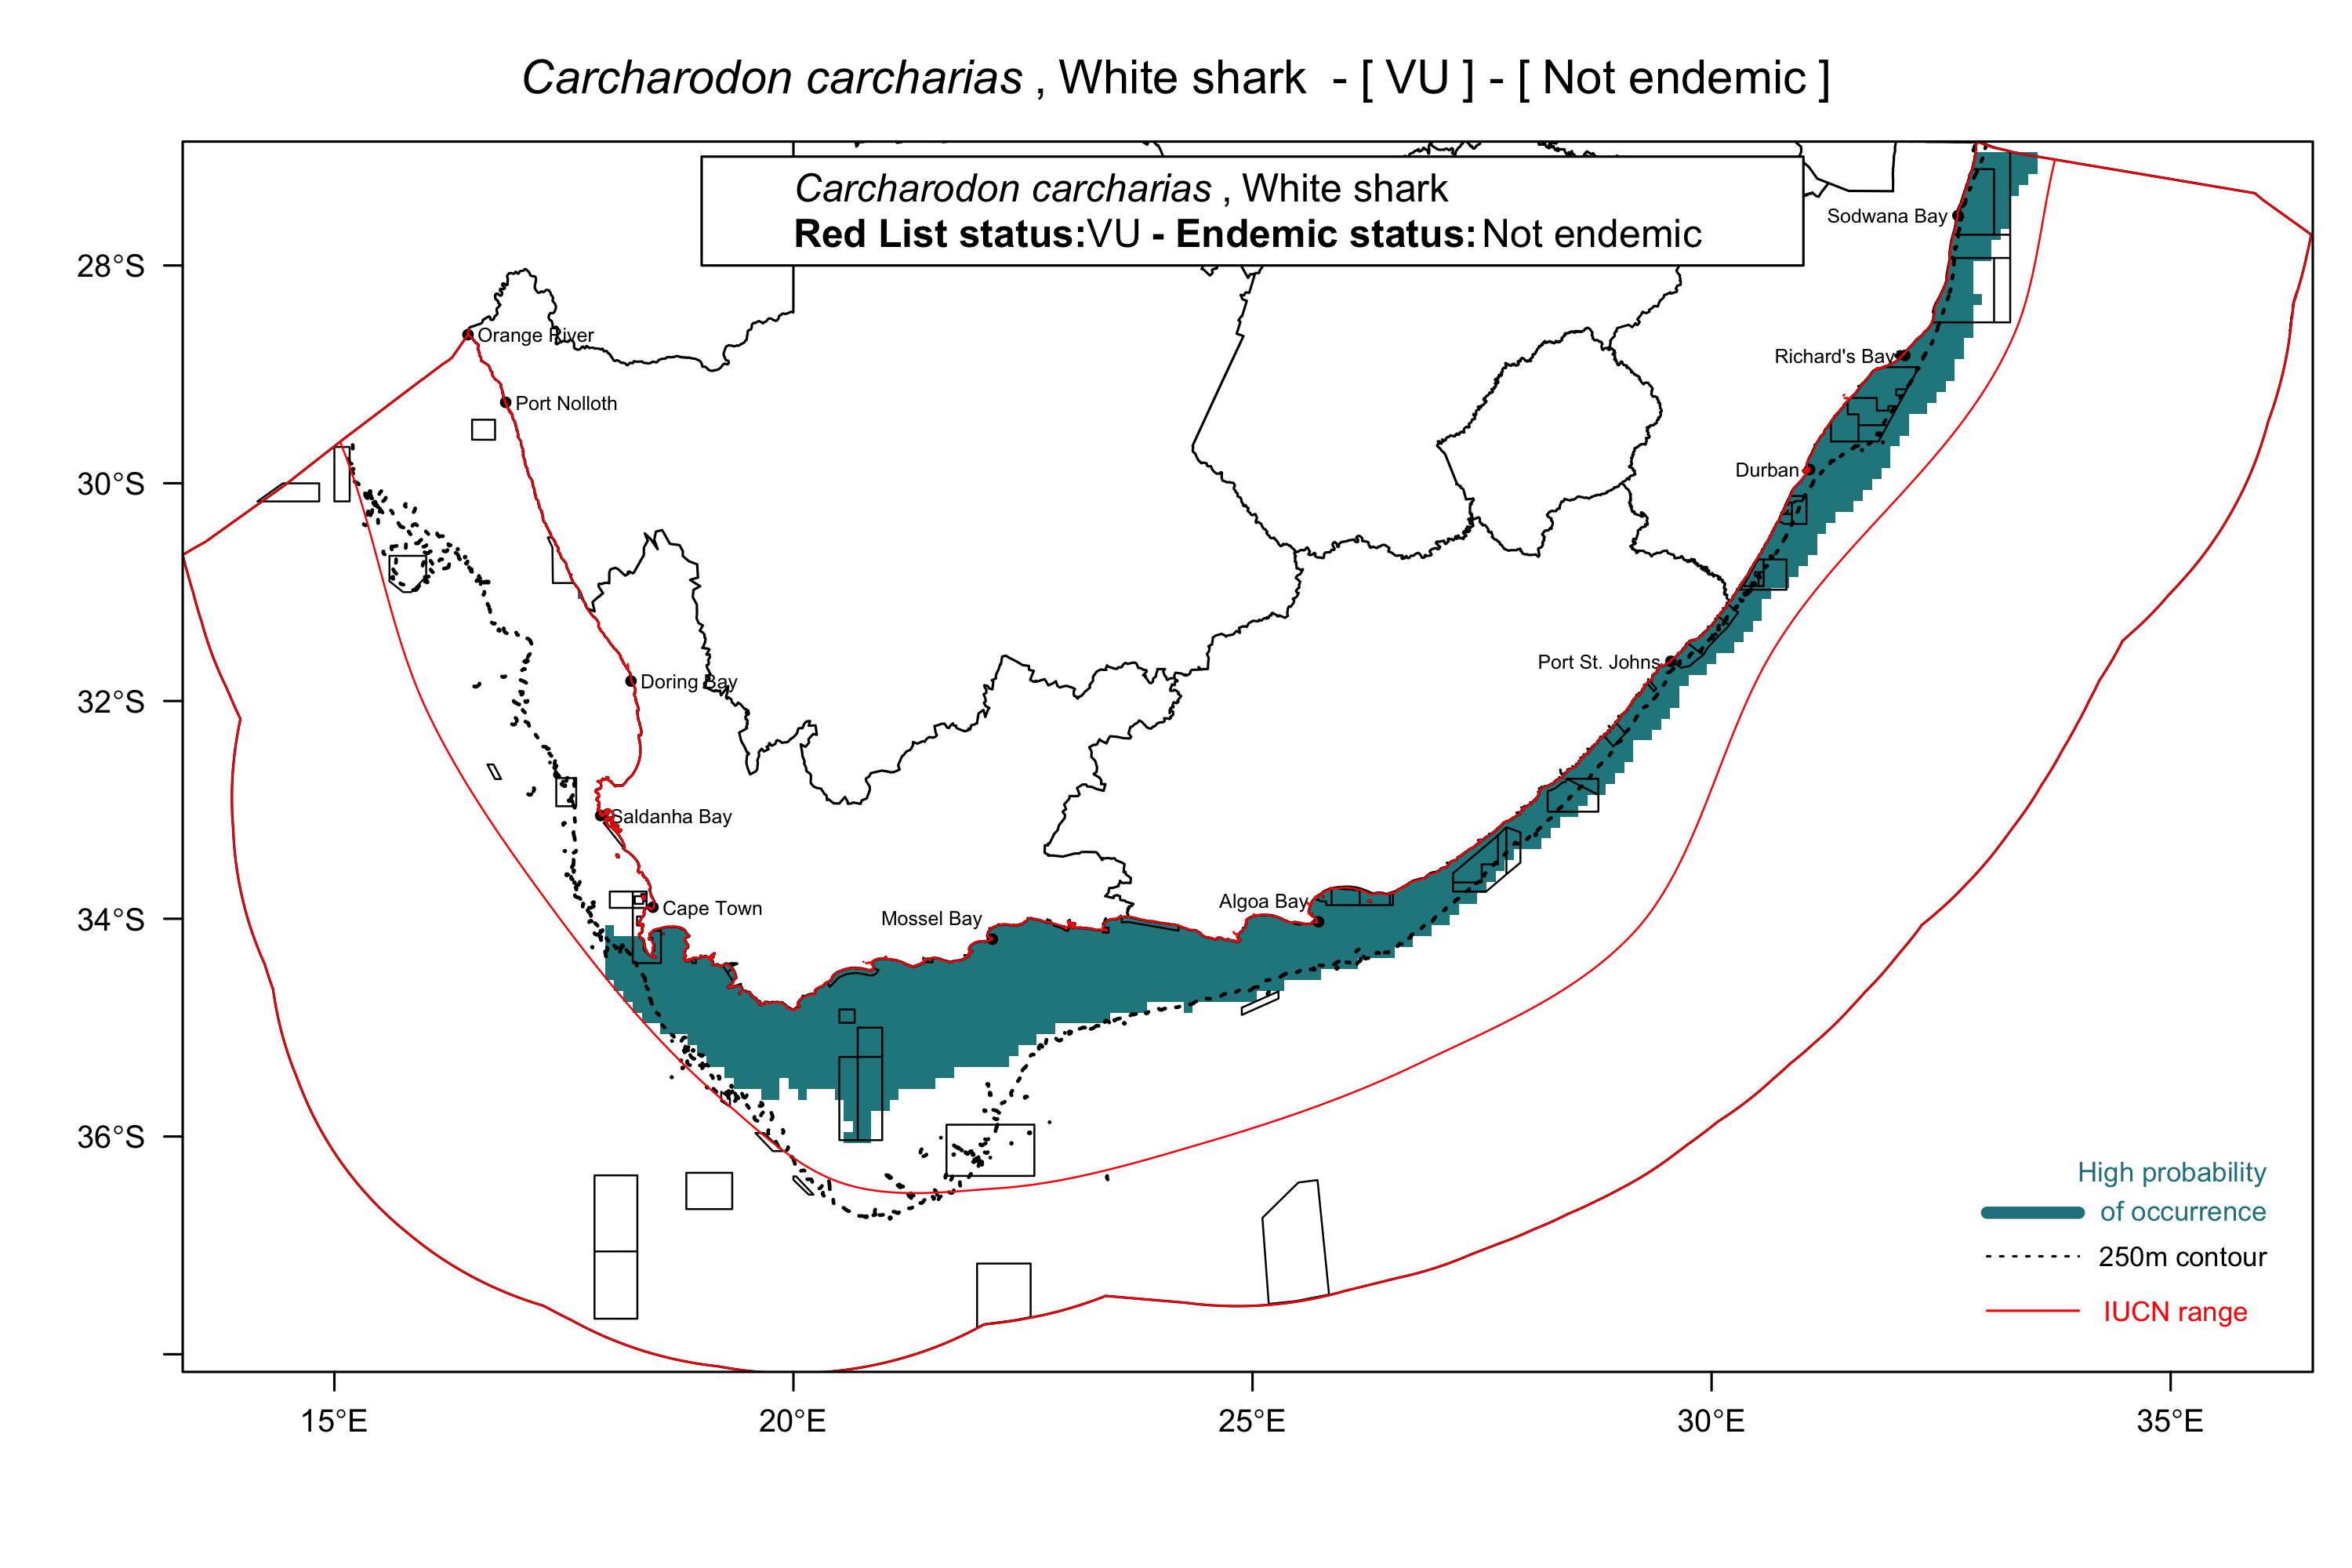 Carcharodon carcharias , White shark - [ VU ] - [ Not endemic ]
Carcharodon carcharias , White shark
Red List status:VU - Endemic status:Not endemic
Sodwana Bay
28°S
Orange River
Richard's Bay
Port Nolloth
Durban
30°S
Port St. Johns
Doring Bay
32°S
Saldanha Bay
Algoa Bay
Cape Town
Mossel Bay
34°S
36°S
High probability
of occurrence
250m contour
IUCN range
15°E
20°E
25°E
30°E
35°E